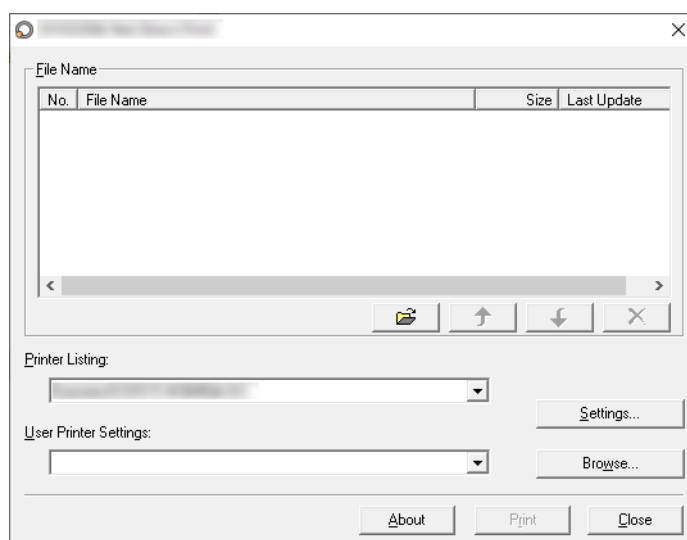 File Name
No. File Name Size Last Update
Printer Listing:
Settings...
User Printer Settings:
Browse...
About Print Close